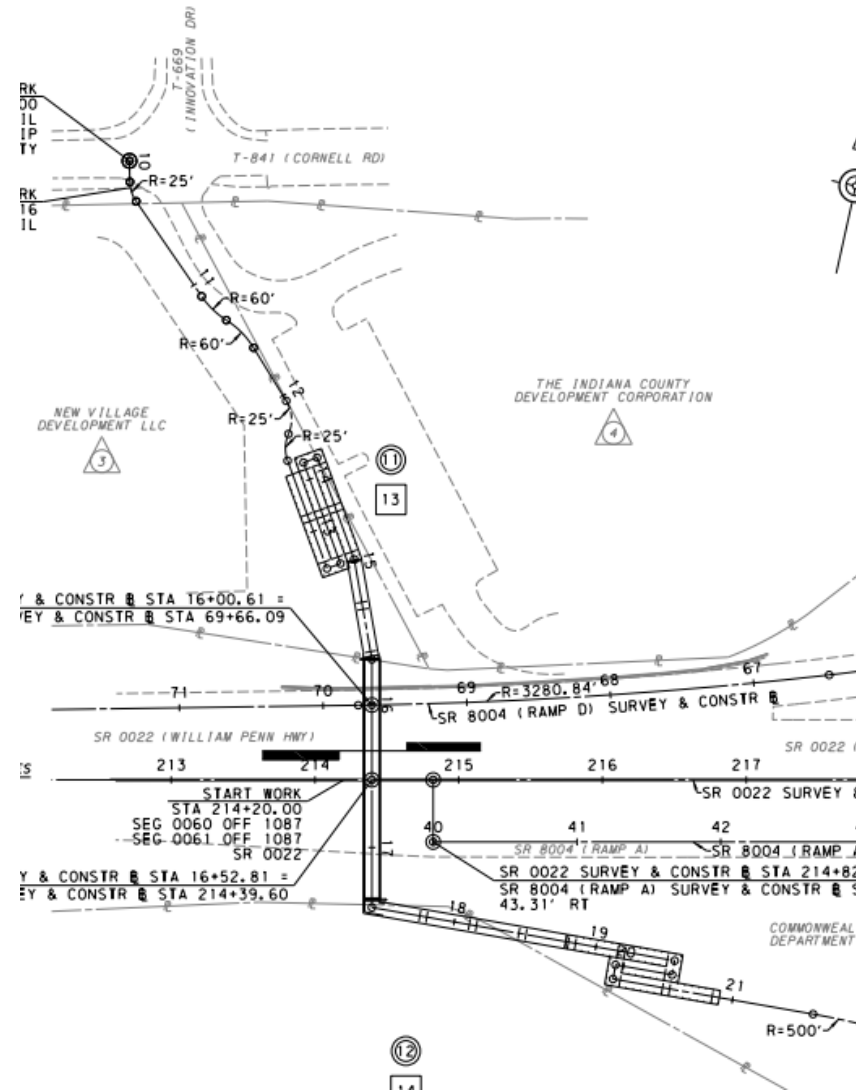 T-669
(INNOVATION DR)
RK
00
IL
IP
TY
10
T-841 (CORNELL RD)
R=25'
RK
16
IL
11
R=60'
R=60'
12
NEW VILLAGE
DEVELOPMENT LLC
3
THE INDIANA COUNTY
DEVELOPMENT CORPORATION
4
R=25'
R=25'
11
13
14
13
15
Y & CONSTR B STA 16+00.61 =
VEY & CONSTR B STA 69+66.09
16
71
70
69
68
67
R=3280.84'
SR 8004 (RAMP D) SURVEY & CONSTR B
SR 0022 (WILLIAM PENN HWY)
SR 0022 (
ES
213
214
215
216
217
START WORK
STA 214+20.00
SEG 0060 OFF 1087
SEG 0061 OFF 1087
SR 0022
SR 0022 SURVEY &
40
41
42
17
SR 8004 (RAMP A)
SR 8004 (RAMP A
Y & CONSTR B STA 16+52.81 =
EY & CONSTR B STA 214+39.60
SR 0022 SURVEY & CONSTR B STA 214+82
SR 8004 (RAMP A) SURVEY & CONSTR B S
43.31' RT
18
19
20
21
COMMONWEAL
DEPARTMENT
R=500'
12
14